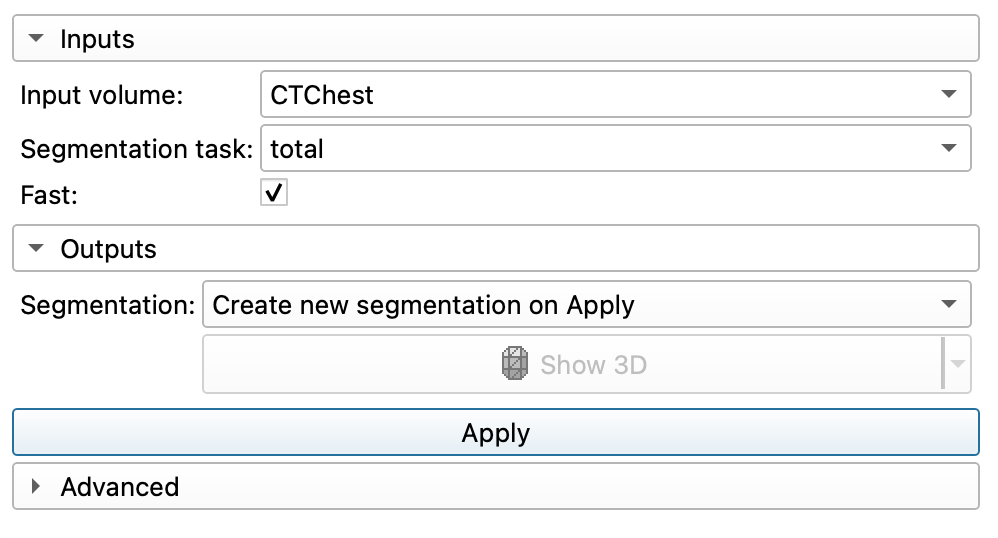 Inputs
Input volume: CTChest
Segmentation task: total
Fast:
Outputs
Segmentation: Create new segmentation on Apply
Show 3D
Apply
Advanced